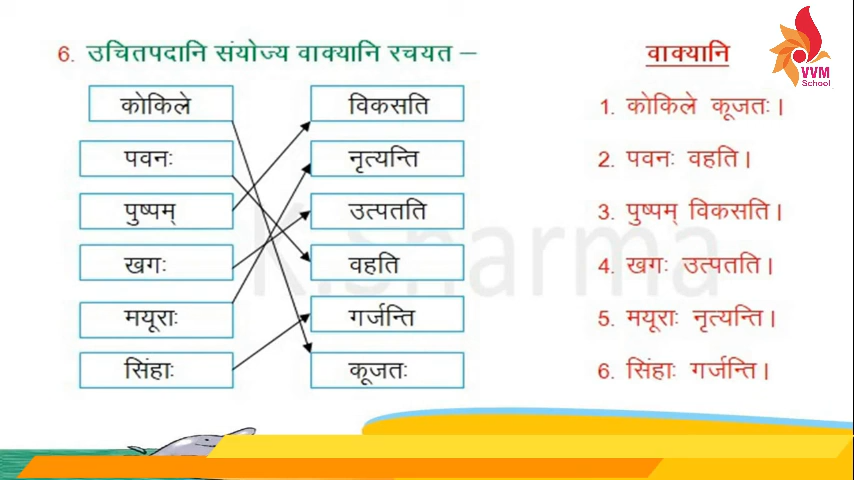 6. उचितपदानि संयोज्य वाक्यानि रचयत –
कोकिले
विकसति
पवनः
नृत्यन्ति
पुष्पम्
उत्पतति
खगः
वहति
मयूराः
गर्जन्ति
सिंहाः
कूजतः
वाक्यानि
1. कोकिले कूजतः।
2. पवनः वहति।
3. पुष्पम् विकसति।
4. खगः उत्पतति।
5. मयूराः नृत्यन्ति।
6. सिंहाः गर्जन्ति।
VVM
School
K.Sharma